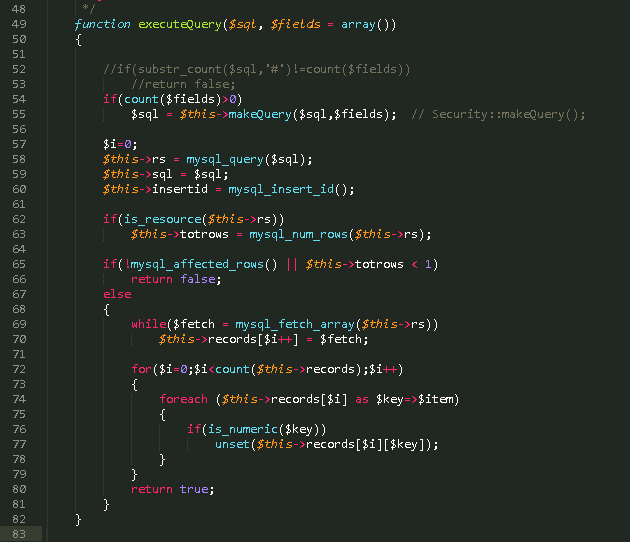 48 */
49 function executeQuery($sql, $fields = array())
50 {
51
52 //if(substr_count($sql,'#')!=count($fields))
53 //return false;
54 if(count($fields)>0)
55 $sql = $this->makeQuery($sql,$fields); // Security::makeQuery();
56
57 $i=0;
58 $this->rs = mysql_query($sql);
59 $this->sql = $sql;
60 $this->insertid = mysql_insert_id();
61
62 if(is_resource($this->rs))
63 $this->totrows = mysql_num_rows($this->rs);
64
65 if(!mysql_affected_rows() || $this->totrows < 1)
66 return false;
67 else
68 {
69 while($fetch = mysql_fetch_array($this->rs))
70 $this->records[$i++] = $fetch;
71
72 for($i=0;$i<count($this->records);$i++)
73 {
74 foreach ($this->records[$i] as $key=>$item)
75 {
76 if(is_numeric($key))
77 unset($this->records[$i][$key]);
78 }
79 }
80 return true;
81 }
82 }
83